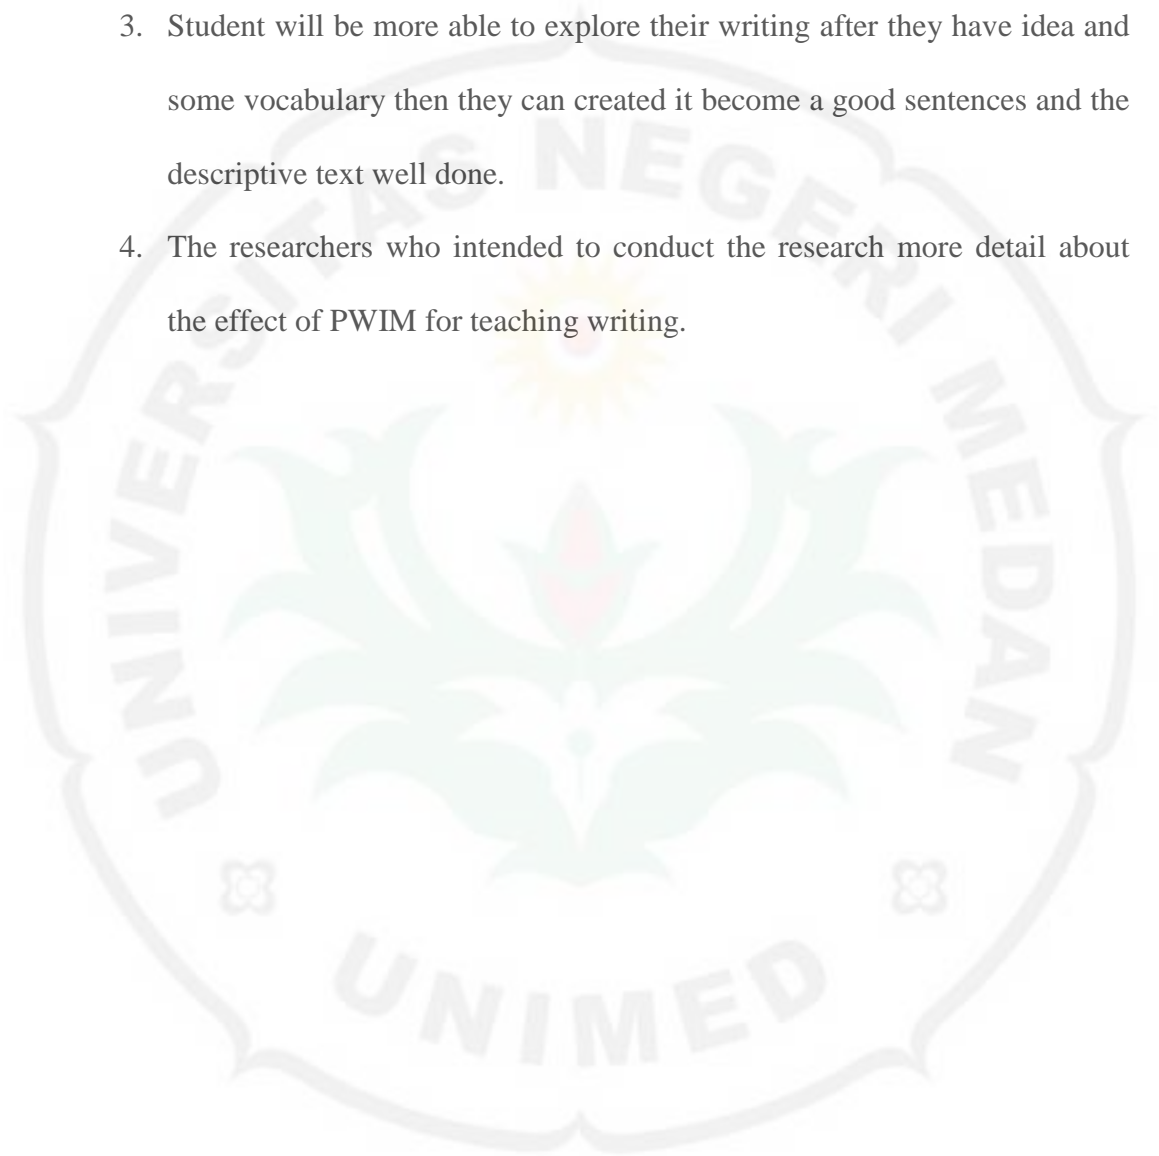 3. Student will be more able to explore their writing after they have idea and
some vocabulary then they can created it become a good sentences and the
descriptive text well done.
4. The researchers who intended to conduct the research more detail about
the effect of PWIM for teaching writing.
UNIVERSITAS NEGERI MEDAN
UNIMED